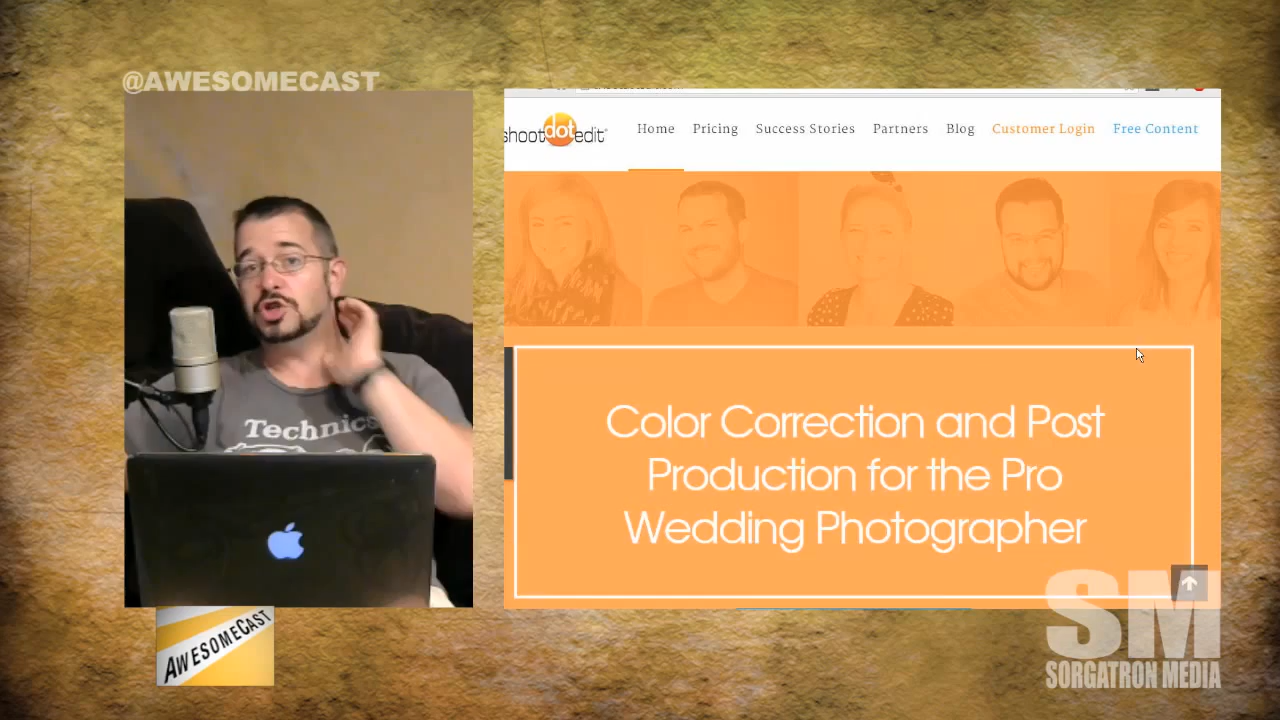 @AWESOMECAST
shootdotedit
Home Pricing Success Stories Partners Blog Customer Login Free Content
Technics
Color Correction and Post
Production for the Pro
Wedding Photographer
AWESOMECAST
SM
SORGATRON MEDIA